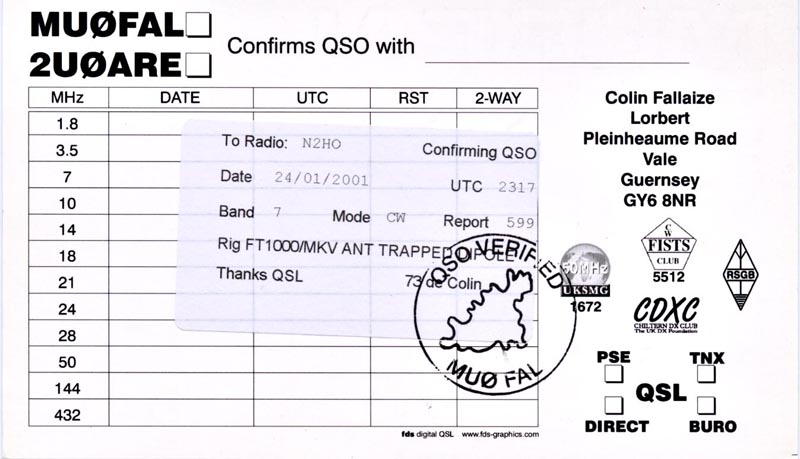 MUØFAL
2UØARE
Confirms QSO with
MHz DATE UTC RST 2-WAY
1.8
3.5
7
10
14
18
21
24
28
50
144
432
To Radio: N2HO Confirming QSO
Date 24/01/2001 UTC 2317
Band 7 Mode CW Report 599
Rig FT1000/MKV ANT TRAPPED DIPOLE
Thanks QSL 73 de Colin
QSO VERIFIED
MUØ FAL
Colin Fallaize
Lorbert
Pleinheaume Road
Vale
Guernsey
GY6 8NR
50MHz
UKSMG
1672
CW
FISTS
CLUB
5512
RSGB
CDXC
CHILTERN DX CLUB
The UK DX Foundation
PSE TNX
QSL
DIRECT BURO
fds digital QSL www.fds-graphics.com